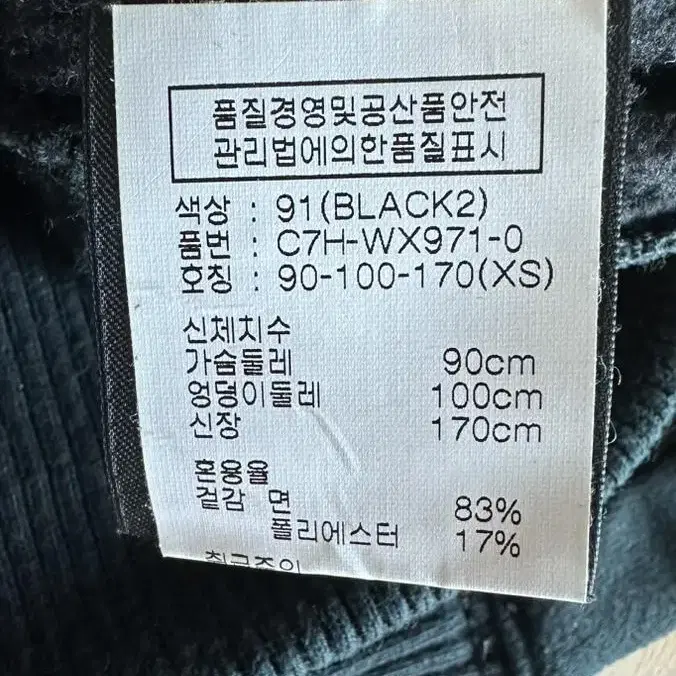 품질경영및공산품안전
관리법에의한품질표시
색상 : 91(BLACK2)
품번 : C7H-WX971-0
호칭 : 90-100-170(XS)
신체치수
가슴둘레 90cm
엉덩이둘레 100cm
신장 170cm
혼용율
겉감 면 83%
폴리에스터 17%